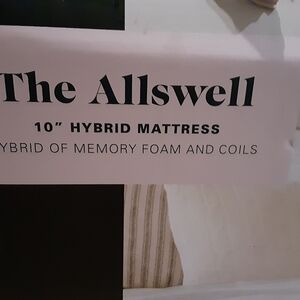 The Allswell
10" HYBRID MATTRESS
YBRID OF MEMORY FOAM AND COILS